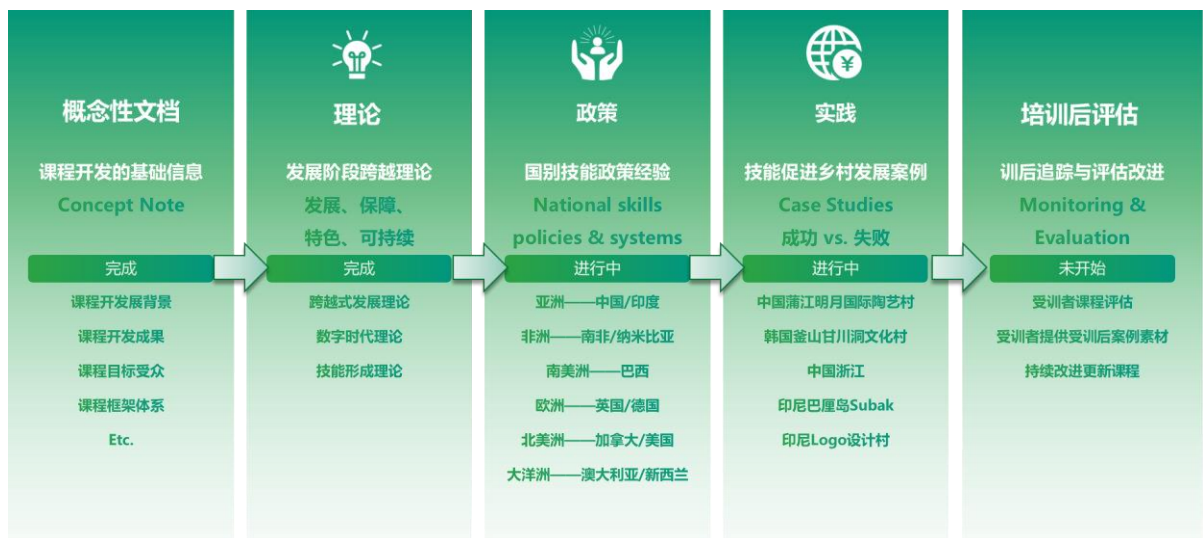 概念性文档
课程开发的基础信息
Concept Note
完成
课程开发展背景
课程开发成果
课程目标受众
课程框架体系
Etc.
理论
发展阶段跨越理论
发展、保障、
特色、可持续
完成
跨越式发展理论
数字时代理论
技能形成理论
政策
国别技能政策经验
National skills
policies & systems
进行中
亚洲——中国/印度
非洲——南非/纳米比亚
南美洲——巴西
欧洲——英国/德国
北美洲——加拿大/美国
大洋洲——澳大利亚/新西兰
¥
实践
技能促进乡村发展案例
Case Studies
成功 vs. 失败
进行中
中国蒲江明月国际陶艺村
韩国釜山甘川洞文化村
中国浙江
印尼巴厘岛Subak
印尼Logo设计村
培训后评估
训后追踪与评估改进
Monitoring &
Evaluation
未开始
受训者课程评估
受训者提供受训后案例素材
持续改进更新课程